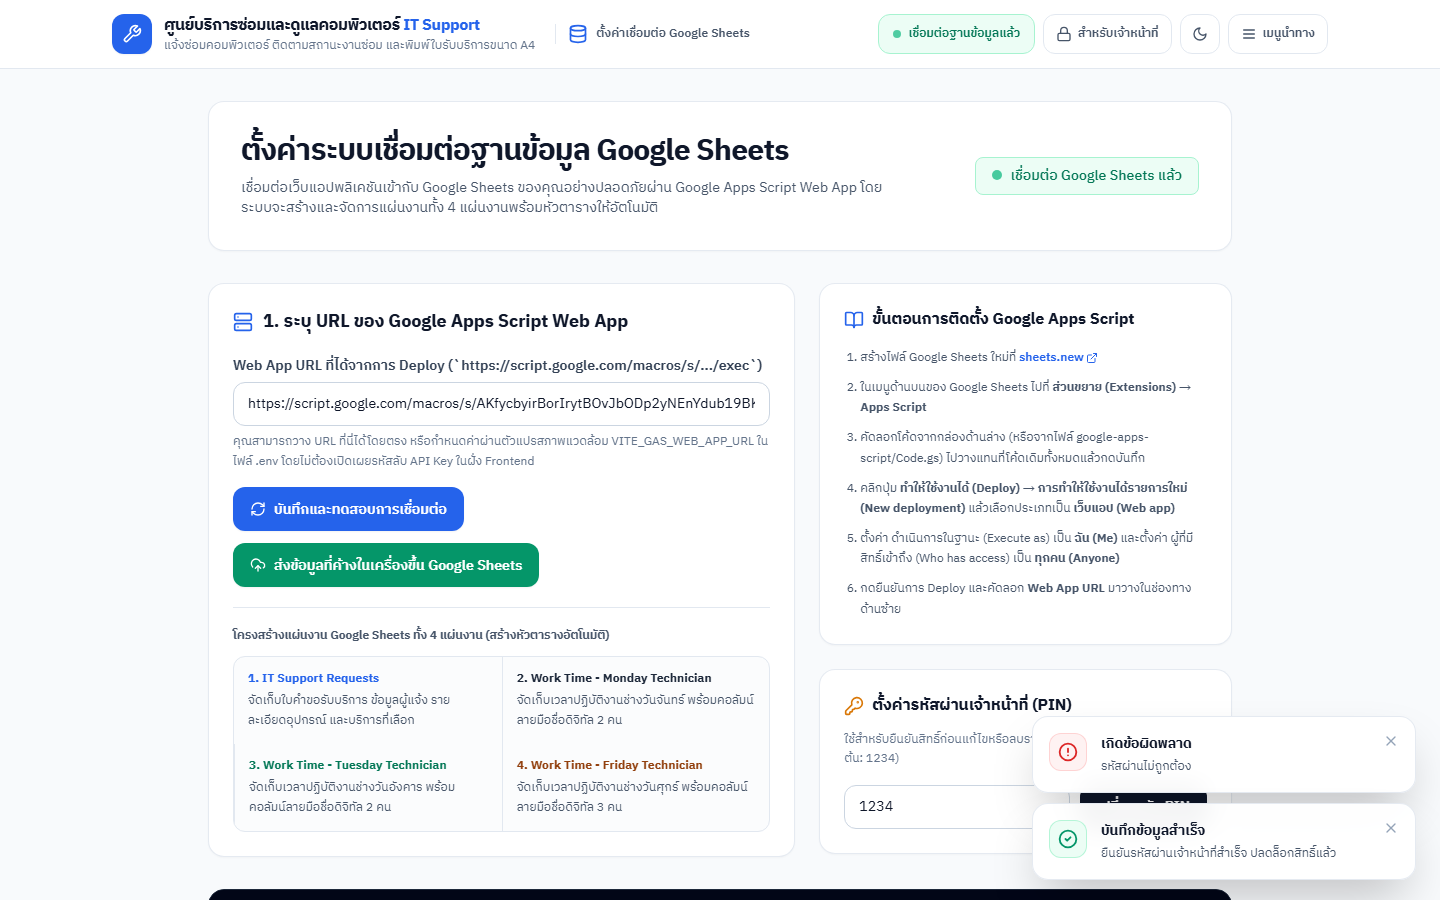 ศูนย์บริการซ่อมและดูแลคอมพิวเตอร์ IT Support
แจ้งซ่อมคอมพิวเตอร์ ติดตามสถานะงานซ่อม และพิมพ์ใบรับบริการขนาด A4
ตั้งค่าเชื่อมต่อ Google Sheets
เชื่อมต่อฐานข้อมูลแล้ว
สำหรับเจ้าหน้าที่
เมนูนำทาง
ตั้งค่าระบบเชื่อมต่อฐานข้อมูล Google Sheets
เชื่อมต่อเว็บแอปพลิเคชันเข้ากับ Google Sheets ของคุณอย่างปลอดภัยผ่าน Google Apps Script Web App โดย
ระบบจะสร้างและจัดการแผ่นงานทั้ง 4 แผ่นงานพร้อมหัวตารางให้อัตโนมัติ
เชื่อมต่อ Google Sheets แล้ว
1. ระบุ URL ของ Google Apps Script Web App
Web App URL ที่ได้จากการ Deploy (`https://script.google.com/macros/s/.../exec`)
https://script.google.com/macros/s/AKfycbyirBorIrytBOvJbODp2yNEnYdub19B
คุณสามารถวาง URL ที่นี่ได้โดยตรง หรือกำหนดค่าผ่านตัวแปรสภาพแวดล้อม VITE_GAS_WEB_APP_URL ใน
ไฟล์ .env โดยไม่ต้องเปิดเผยรหัสลับ API Key ในฝั่ง Frontend
บันทึกและทดสอบการเชื่อมต่อ
ส่งข้อมูลที่ค้างในเครื่องขึ้น Google Sheets
โครงสร้างแผ่นงาน Google Sheets ทั้ง 4 แผ่นงาน (สร้างหัวตารางอัตโนมัติ)
1. IT Support Requests
จัดเก็บใบคำขอรับบริการ ข้อมูลผู้แจ้ง ราย
ละเอียดอุปกรณ์ และบริการที่เลือก
2. Work Time - Monday Technician
จัดเก็บเวลาปฏิบัติงานช่างวันจันทร์ พร้อมคอลัมน์
ลายมือชื่อดิจิทัล 2 คน
3. Work Time - Tuesday Technician
จัดเก็บเวลาปฏิบัติงานช่างวันอังคาร พร้อม
คอลัมน์ลายมือชื่อดิจิทัล 2 คน
4. Work Time - Friday Technician
จัดเก็บเวลาปฏิบัติงานช่างวันศุกร์ พร้อมคอลัมน์
ลายมือชื่อดิจิทัล 3 คน
ขั้นตอนการติดตั้ง Google Apps Script
1. สร้างไฟล์ Google Sheets ใหม่ที่ sheets.new
2. ในเมนูด้านบนของ Google Sheets ไปที่ ส่วนขยาย (Extensions) →
Apps Script
3. คัดลอกโค้ดจากกล่องด้านล่าง (หรือจากไฟล์ google-apps-
script/Code.gs) ไปวางแทนที่โค้ดเดิมทั้งหมดแล้วกดบันทึก
4. คลิกปุ่ม ทำให้ใช้งานได้ (Deploy) → การทำให้ใช้งานได้รายการใหม่
(New deployment) แล้วเลือกประเภทเป็น เว็บแอป (Web app)
5. ตั้งค่า ดำเนินการในฐานะ (Execute as) เป็น ฉัน (Me) และตั้งค่า ผู้ที่มี
สิทธิ์เข้าถึง (Who has access) เป็น ทุกคน (Anyone)
6. กดยืนยันการ Deploy และคัดลอก Web App URL มาวางในช่องทาง
ด้านซ้าย
ตั้งค่ารหัสผ่านเจ้าหน้าที่ (PIN)
ใช้สำหรับยืนยันสิทธิ์ก่อนแก้ไขหรือลบ
ต้น: 1234)
1234
เกิดข้อผิดพลาด
รหัสผ่านไม่ถูกต้อง
บันทึกข้อมูลสำเร็จ
ยืนยันรหัสผ่านเจ้าหน้าที่สำเร็จ ปลดล็อกสิทธิ์แล้ว